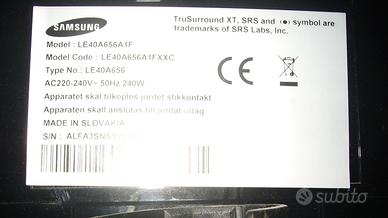 SAMSUNG
Model : LE40A656A1F
Model Code : LE40A656A1FXXC
Type No.: LE40A656
AC220-240V~ 50Hz 240W
Apparatet skal tilkoples jordet stikkontakt
Apparaten skall anslutas till jordat uttag
MADE IN SLOVAKIA
S/N :
TruSurround XT, SRS and (●) symbol are
trademarks of SRS Labs, Inc.
CE
subito